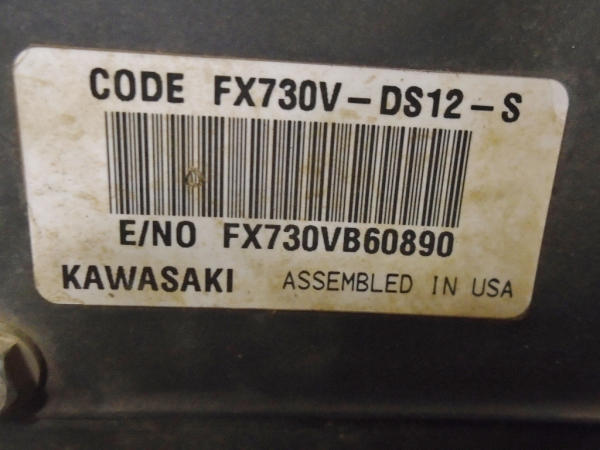 CODE FX730V-DS12-S
E/NO FX730VB60890
KAWASAKI ASSEMBLED IN USA